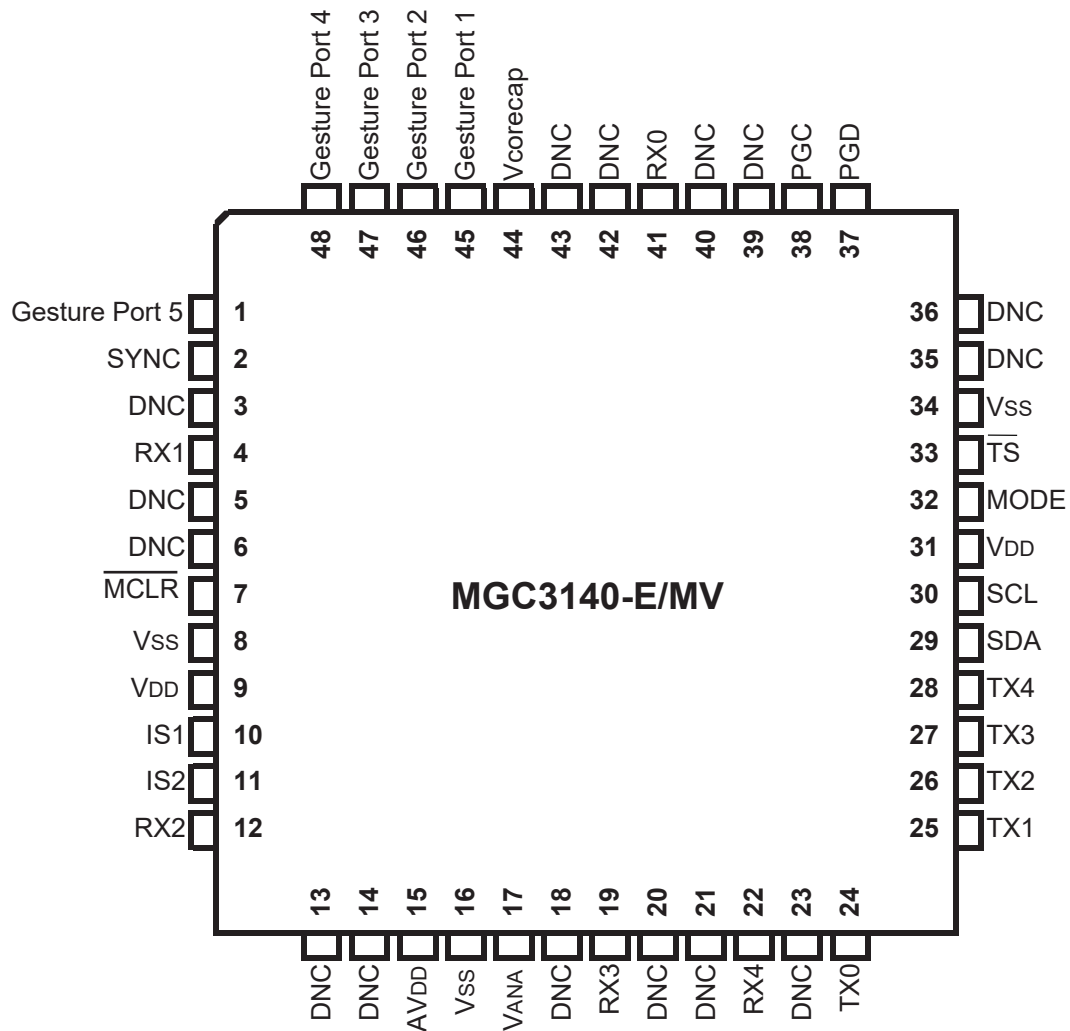 Gesture Port 4
Gesture Port 3
Gesture Port 2
Gesture Port 1
Vcorecap
DNC
DNC
RX0
DNC
DNC
PGC
PGD
48
47
46
45
44
43
42
41
40
39
38
37
Gesture Port 5 1
SYNC 2
DNC 3
RX1 4
DNC 5
DNC 6
MCLR 7
VSS 8
VDD 9
IS1 10
IS2 11
RX2 12
MGC3140-E/MV
36 DNC
35 DNC
34 VSS
33 TS
32 MODE
31 VDD
30 SCL
29 SDA
28 TX4
27 TX3
26 TX2
25 TX1
13
14
15
16
17
18
19
20
21
22
23
24
DNC
DNC
AVDD
VSS
VANA
DNC
RX3
DNC
DNC
RX4
DNC
TX0